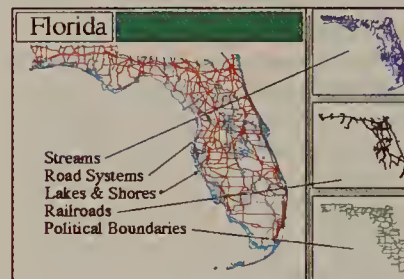 Florida
Streams
Road Systems
Lakes & Shores
Railroads
Political Boundaries